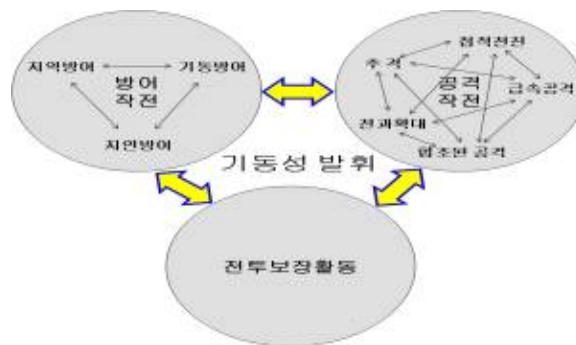 접적전진
추 격
지역방어
기동방어
방 어
작 전
공 격
작 전
급속공격
전과확대
지연방어
협조된 공격
기동성 발휘
전투보장활동